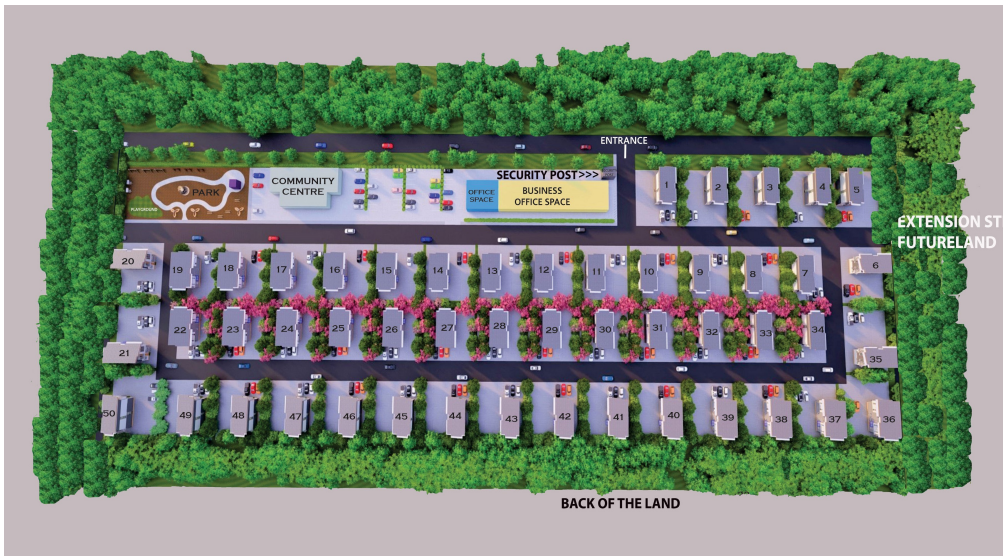 ENTRANCE
SECURITY POST>>>
COMMUNITY
CENTRE
PARK
PLAYGROUND
OFFICE
SPACE
BUSINESS
OFFICE SPACE
1 2 3 4 5
EXTENSION ST
FUTURELAND
20 19 18 17 16 15 14 13 12 11 10 9 8 7 6
21 22 23 24 25 26 27 28 29 30 31 32 33 34 35
50 49 48 47 46 45 44 43 42 41 40 39 38 37 36
BACK OF THE LAND